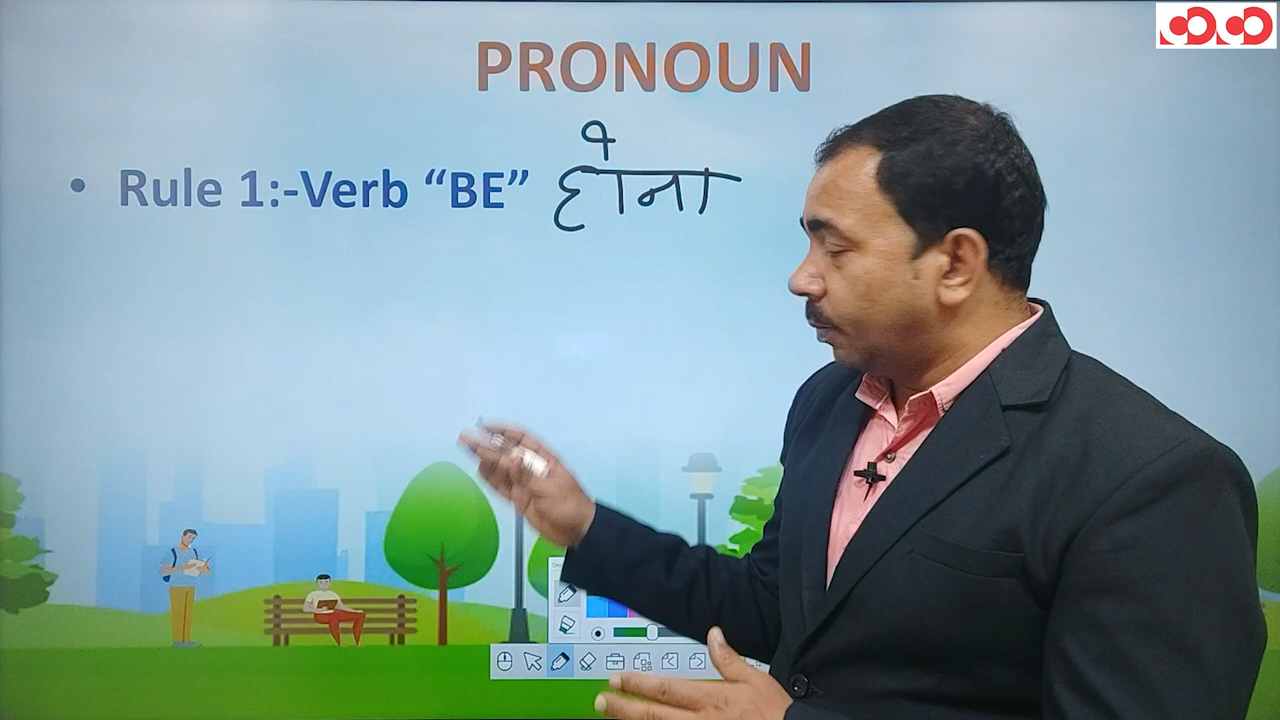 PRONOUN
• Rule 1:-Verb “BE” होना